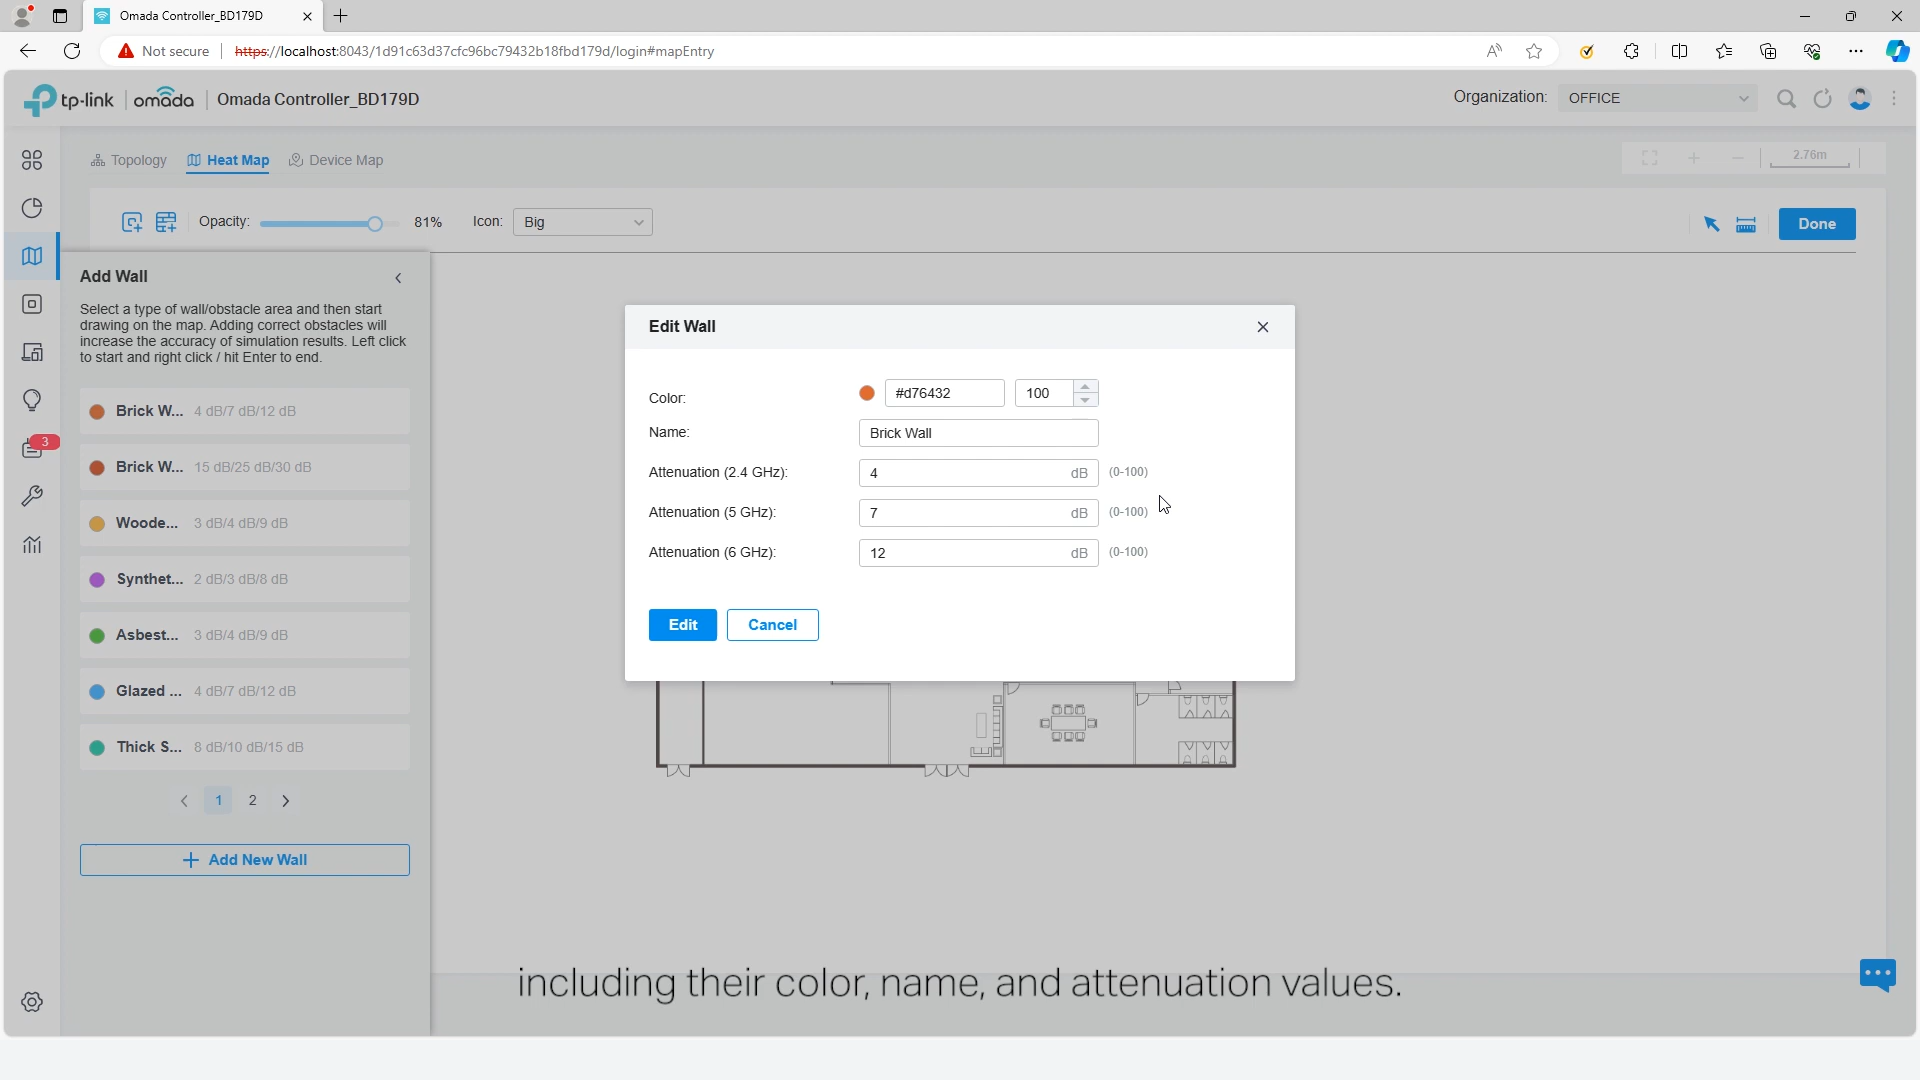 Omada Controller_BD179D
Not secure
https://localhost:8043/1d91c63d37cfc96bc79432b18fbd179d/login#mapEntry
tp-link
omada
Omada Controller_BD179D
Organization:
OFFICE
Topology
Heat Map
Device Map
2.76m
Opacity:
81%
Icon:
Big
Done
Add Wall
Select a type of wall/obstacle area and then start
drawing on the map. Adding correct obstacles will
increase the accuracy of simulation results. Left click
to start and right click / hit Enter to end.
Brick W... 4 dB/7 dB/12 dB
3
Brick W... 15 dB/25 dB/30 dB
Woode... 3 dB/4 dB/9 dB
Synthet... 2 dB/3 dB/8 dB
Asbest... 3 dB/4 dB/9 dB
Glazed ... 4 dB/7 dB/12 dB
Thick S... 8 dB/10 dB/15 dB
1 2
Add New Wall
Edit Wall
Color:
#d76432
100
Name:
Brick Wall
Attenuation (2.4 GHz):
4 dB (0-100)
Attenuation (5 GHz):
7 dB (0-100)
Attenuation (6 GHz):
12 dB (0-100)
Edit
Cancel
including their color, name, and attenuation values.